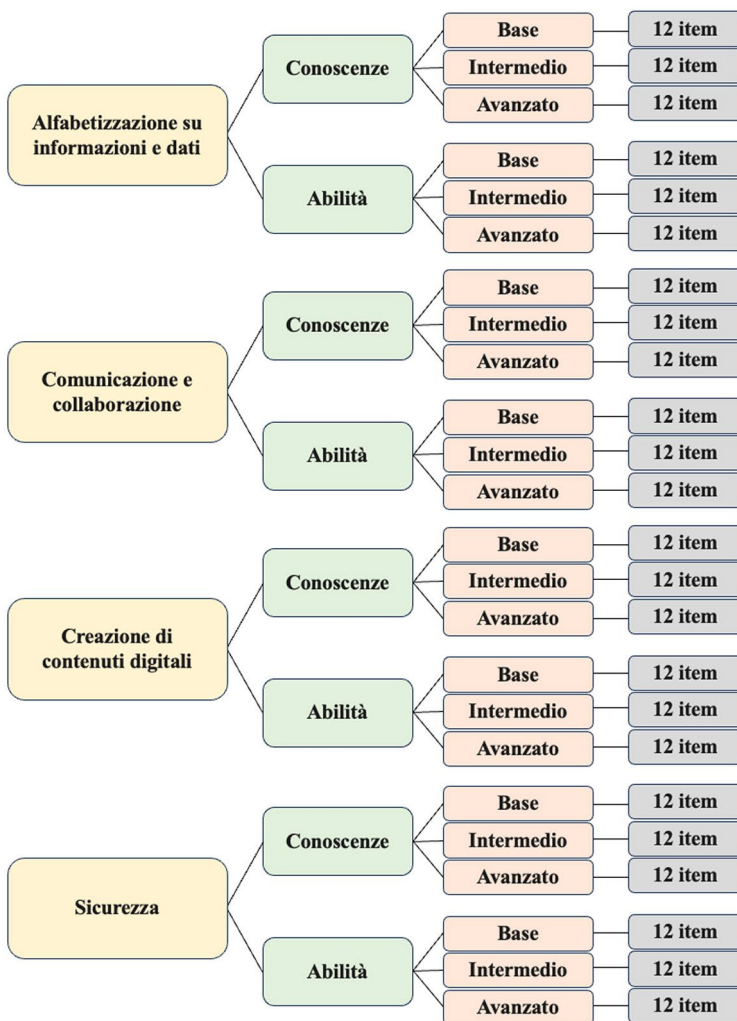 Alfabetizzazione su
informazioni e dati
Conoscenze
Base
12 item
Intermedio
12 item
Avanzato
12 item
Abilità
Base
12 item
Intermedio
12 item
Avanzato
12 item
Comunicazione e
collaborazione
Conoscenze
Base
12 item
Intermedio
12 item
Avanzato
12 item
Abilità
Base
12 item
Intermedio
12 item
Avanzato
12 item
Creazione di
contenuti digitali
Conoscenze
Base
12 item
Intermedio
12 item
Avanzato
12 item
Abilità
Base
12 item
Intermedio
12 item
Avanzato
12 item
Sicurezza
Conoscenze
Base
12 item
Intermedio
12 item
Avanzato
12 item
Abilità
Base
12 item
Intermedio
12 item
Avanzato
12 item